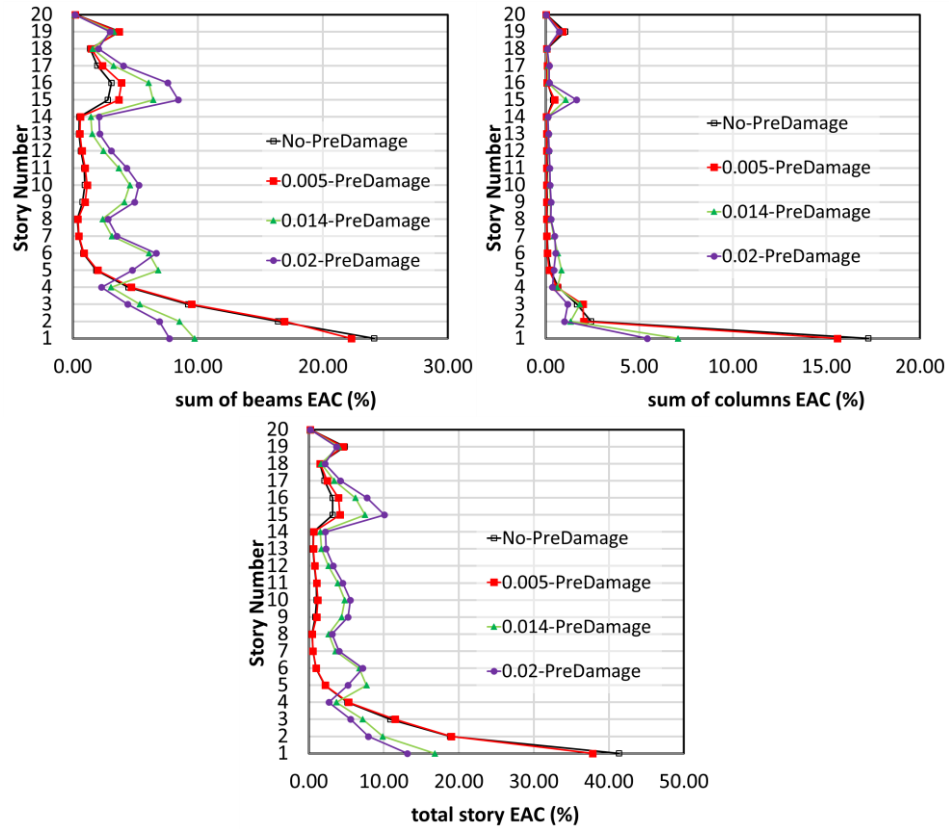 20
19
18
17
16
15
14
13
12
11
10
9
8
7
6
5
4
3
2
1
Story Number
No-PreDamage
0.005-PreDamage
0.014-PreDamage
0.02-PreDamage
0.00 10.00 20.00 30.00
sum of beams EAC (%)
20
19
18
17
16
15
14
13
12
11
10
9
8
7
6
5
4
3
2
1
Story Number
No-PreDamage
0.005-PreDamage
0.014-PreDamage
0.02-PreDamage
0.00 5.00 10.00 15.00 20.00
sum of columns EAC (%)
20
19
18
17
16
15
14
13
12
11
10
9
8
7
6
5
4
3
2
1
Story Number
No-PreDamage
0.005-PreDamage
0.014-PreDamage
0.02-PreDamage
0.00 10.00 20.00 30.00 40.00 50.00
total story EAC (%)